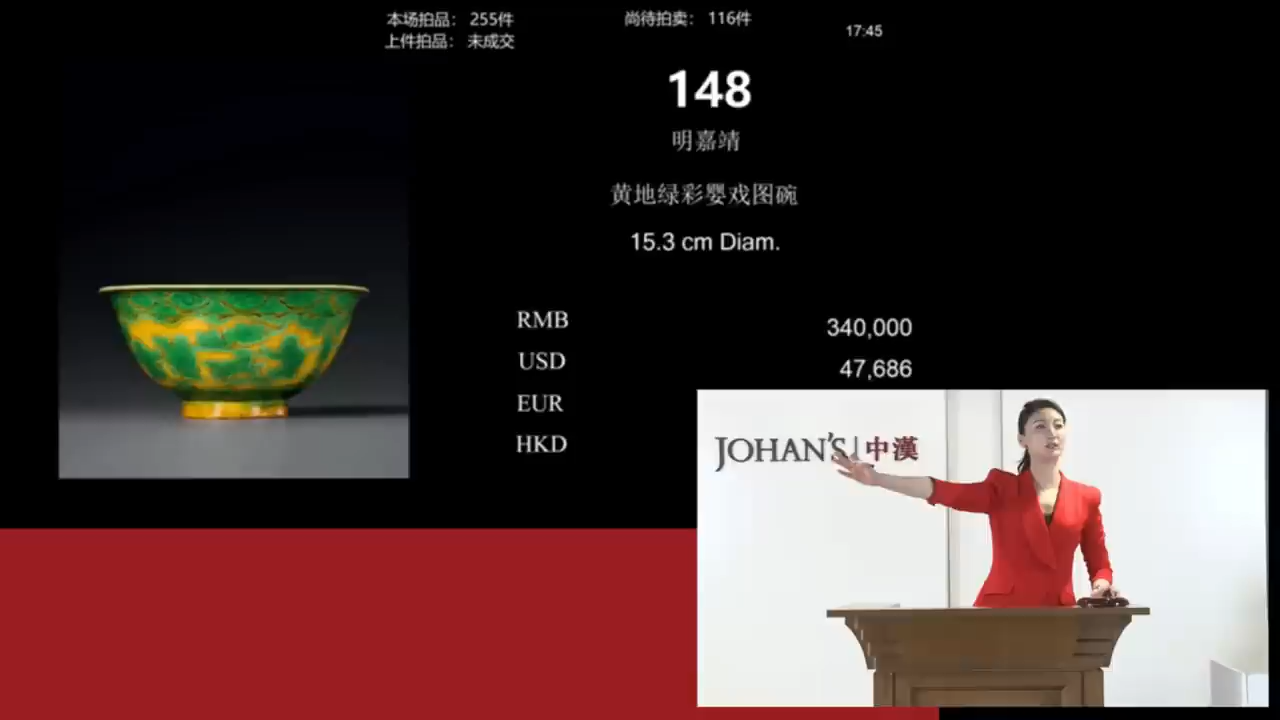 本场拍品： 255件
上件拍品： 未成交
尚待拍卖： 116件
17:45
148
明嘉靖
黄地绿彩婴戏图碗
15.3 cm Diam.
RMB 340,000
USD 47,686
EUR
HKD
JOHAN'S 中漢